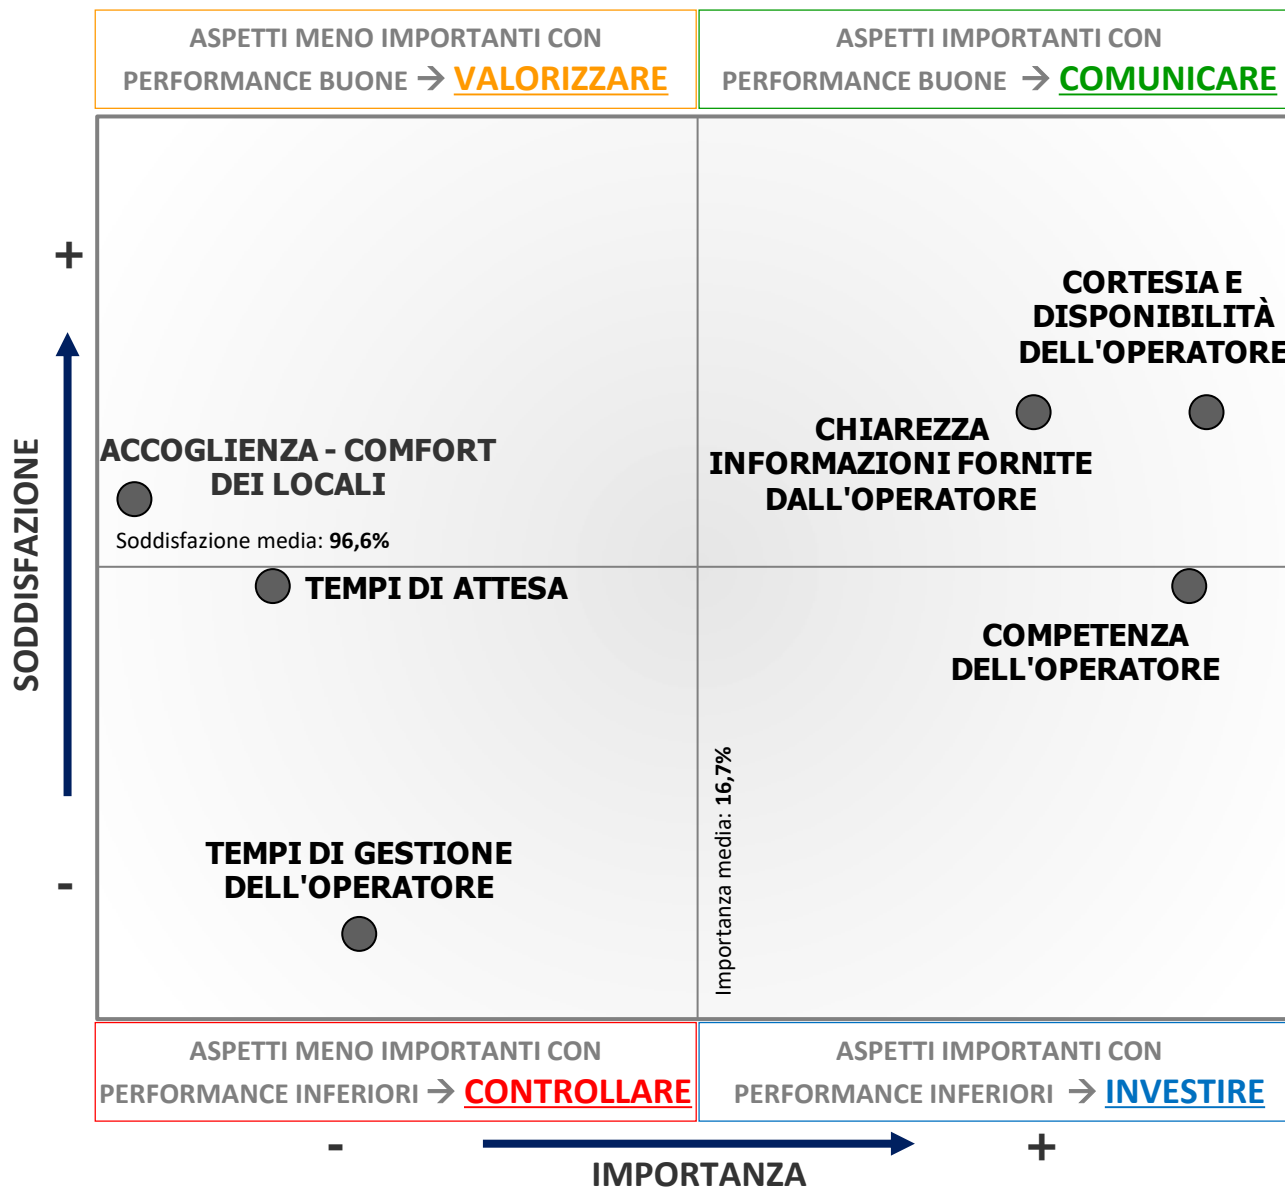 ASPETTI MENO IMPORTANTI CON
PERFORMANCE BUONE → VALORIZZARE
ASPETTI IMPORTANTI CON
PERFORMANCE BUONE → COMUNICARE
+
SODDISFAZIONE
-
CORTESIA E
DISPONIBILITÀ
DELL'OPERATORE
CHIAREZZA
INFORMAZIONI FORNITE
DALL'OPERATORE
ACCOGLIENZA - COMFORT
DEI LOCALI
Soddisfazione media: 96,6%
TEMPI DI ATTESA
COMPETENZA
DELL'OPERATORE
Importanza media: 16,7%
TEMPI DI GESTIONE
DELL'OPERATORE
ASPETTI MENO IMPORTANTI CON
PERFORMANCE INFERIORI → CONTROLLARE
ASPETTI IMPORTANTI CON
PERFORMANCE INFERIORI → INVESTIRE
-
+
IMPORTANZA